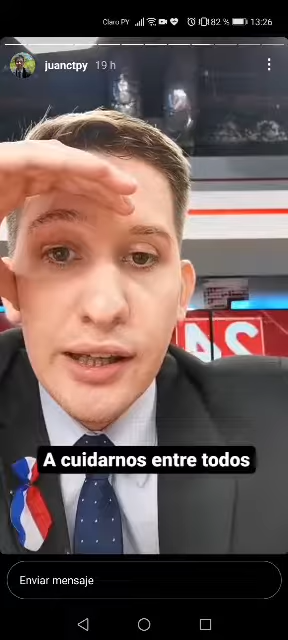 Claro PY 82 % 13:26
juanctpy 19 h
A cuidarnos entre todos
Enviar mensaje